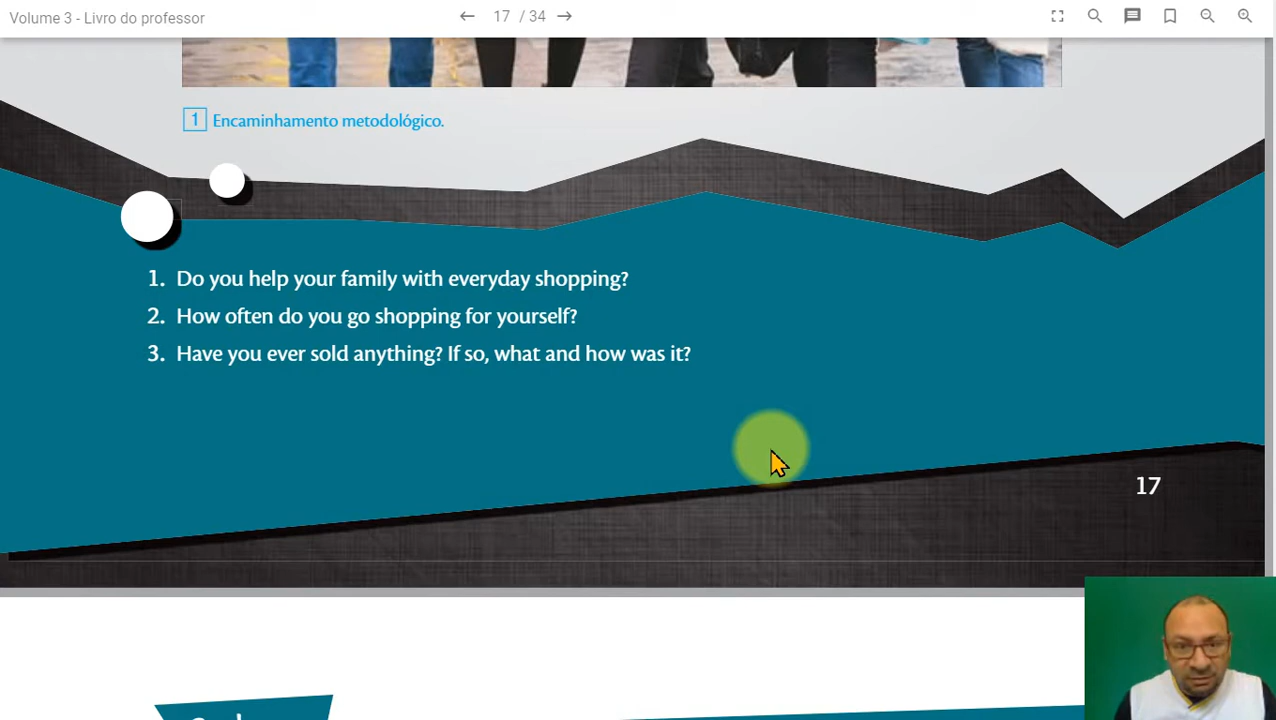 Volume 3 - Livro do professor
17 / 34
1 Encaminhamento metodológico.
1. Do you help your family with everyday shopping?
2. How often do you go shopping for yourself?
3. Have you ever sold anything? If so, what and how was it?
17